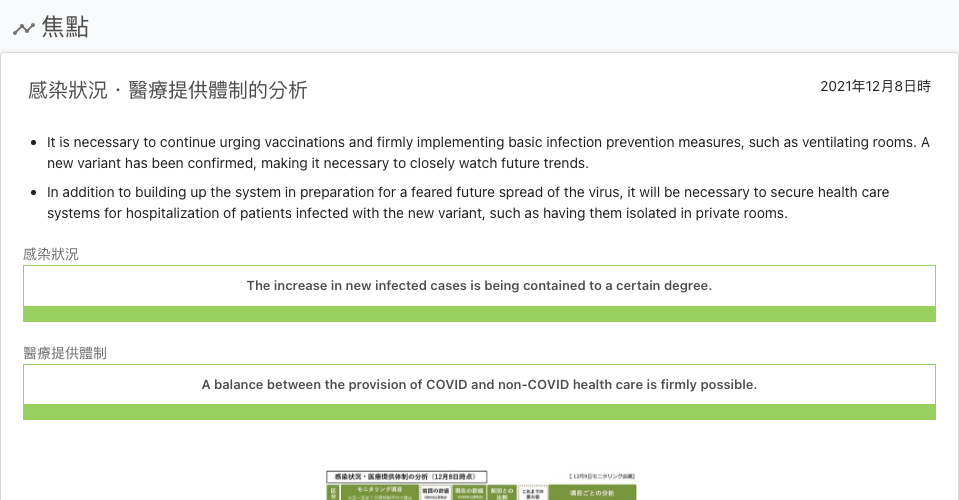 焦點
感染狀況・醫療提供體制的分析
2021年12月8日時
It is necessary to continue urging vaccinations and firmly implementing basic infection prevention measures, such as ventilating rooms. A
new variant has been confirmed, making it necessary to closely watch future trends.
In addition to building up the system in preparation for a feared future spread of the virus, it will be necessary to secure health care
systems for hospitalization of patients infected with the new variant, such as having them isolated in private rooms.
感染狀況
The increase in new infected cases is being contained to a certain degree.
醫療提供體制
A balance between the provision of COVID and non-COVID health care is firmly possible.
感染状況・医療提供体制の分析（12月8日時点）
【12月9日モニタリング会議】
区 モニタリング項目 前回の数値 現在の数値 前回との これまでの 項目ごとの分析